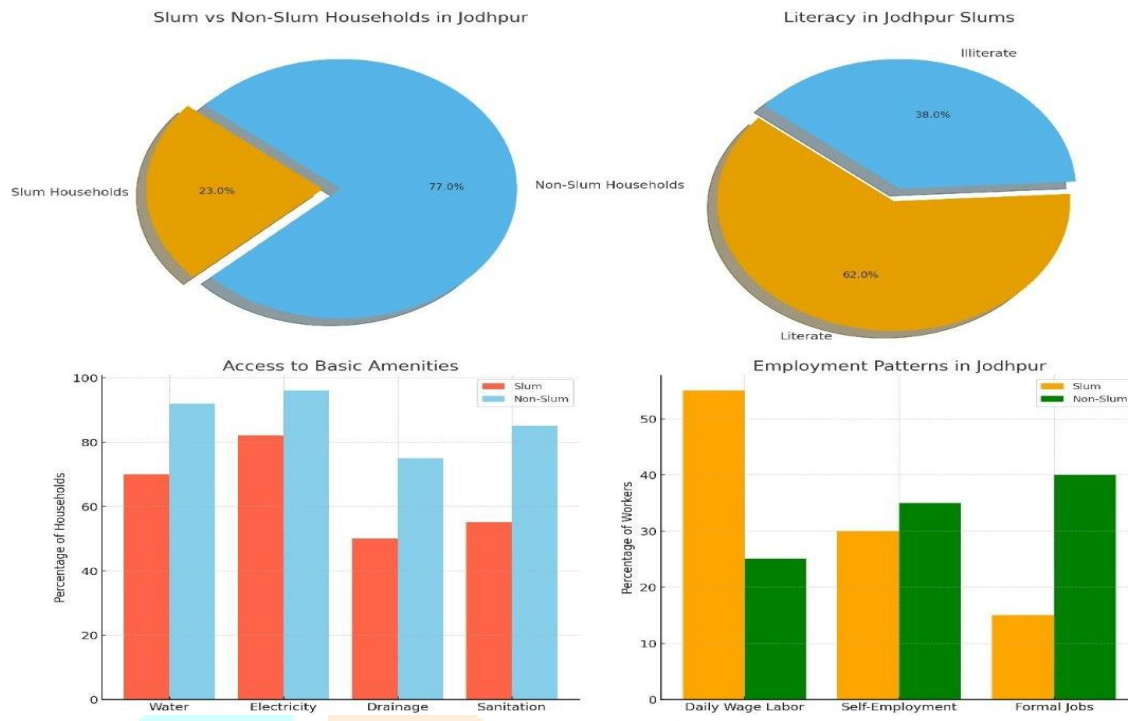 Slum vs Non-Slum Households in Jodhpur
Slum Households
23.0%
77.0%
Non-Slum Households
Literacy in Jodhpur Slums
Illiterate
38.0%
62.0%
Literate
Access to Basic Amenities
Slum
Non-Slum
Percentage of Households
100
80
60
40
20
0
Water
Electricity
Drainage
Sanitation
Employment Patterns in Jodhpur
Slum
Non-Slum
Percentage of Workers
50
40
30
20
10
0
Daily Wage Labor
Self-Employment
Formal Jobs